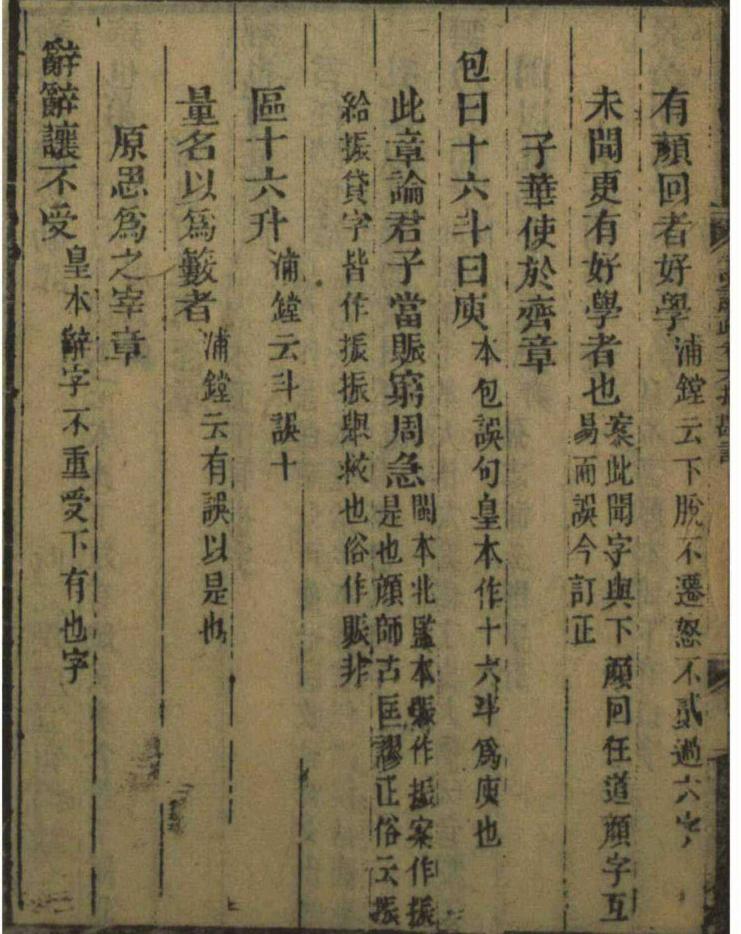 有顏回者好學浦鏜云下脫不遷怒不貳過六字
未聞更有好學者也案此聞字與下顏回任道顏字互易而誤今訂正
子華使於齊章
包曰十六斗曰庾本包誤句皇本作十六斗爲庾也
此章論君子當賑窮周急閩本北監本賑作振案作振是也顏師古匡謬正俗云振
給振貸字皆作振振舉救也俗作賑非
區十六升浦鏜云斗誤十
量名以爲籔者浦鏜云有誤以是也
原思爲之宰章
辭辭讓不受皇本辭字不重受下有也字